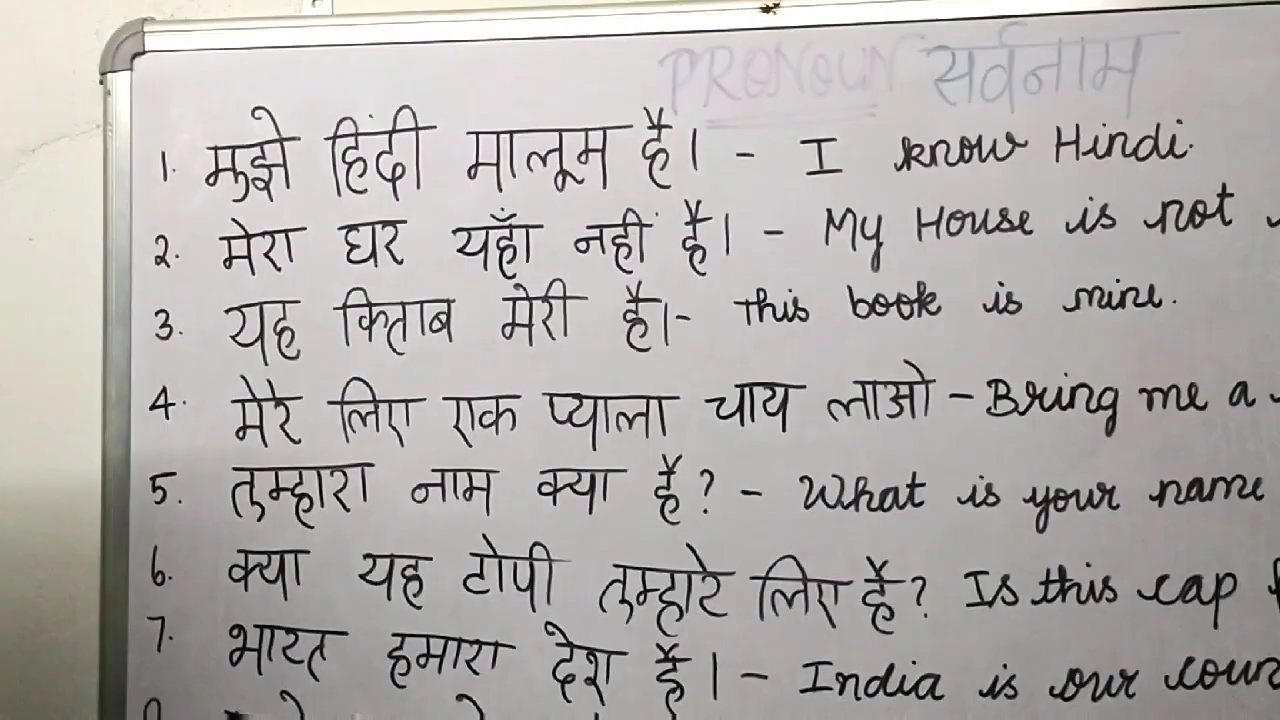 PRONOUN सर्वनाम
1. मुझे हिंदी मालूम है। - I know Hindi.
2. मेरा घर यहाँ नहीं है। - My House is not
3. यह किताब मेरी है।- this book is mine.
4. मेरे लिए एक प्याला चाय लाओ - Bring me a
5. तुम्हारा नाम क्या है? - What is your name
6. क्या यह टोपी तुम्हारे लिए है? Is this cap
7. भारत हमारा देश है। - India is our coun